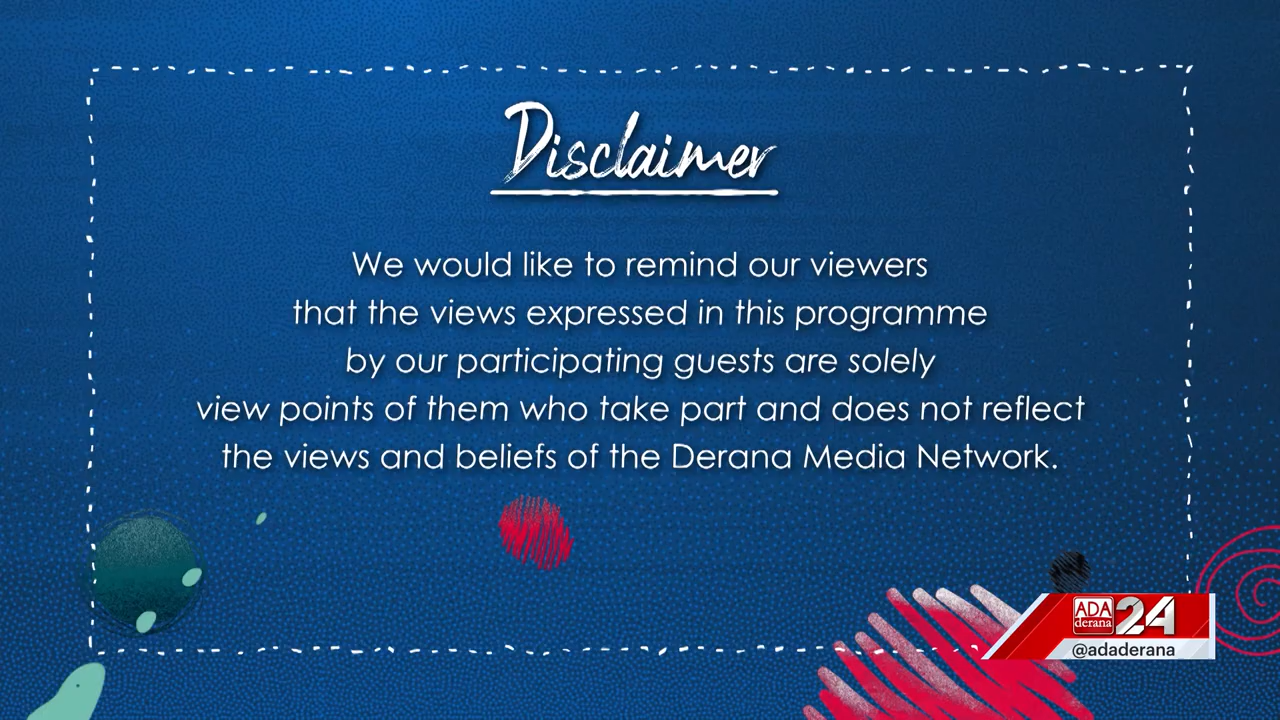 Disclaimer
We would like to remind our viewers
that the views expressed in this programme
by our participating guests are solely
view points of them who take part and does not reflect
the views and beliefs of the Derana Media Network.
ADA
derana
24
@adaderana